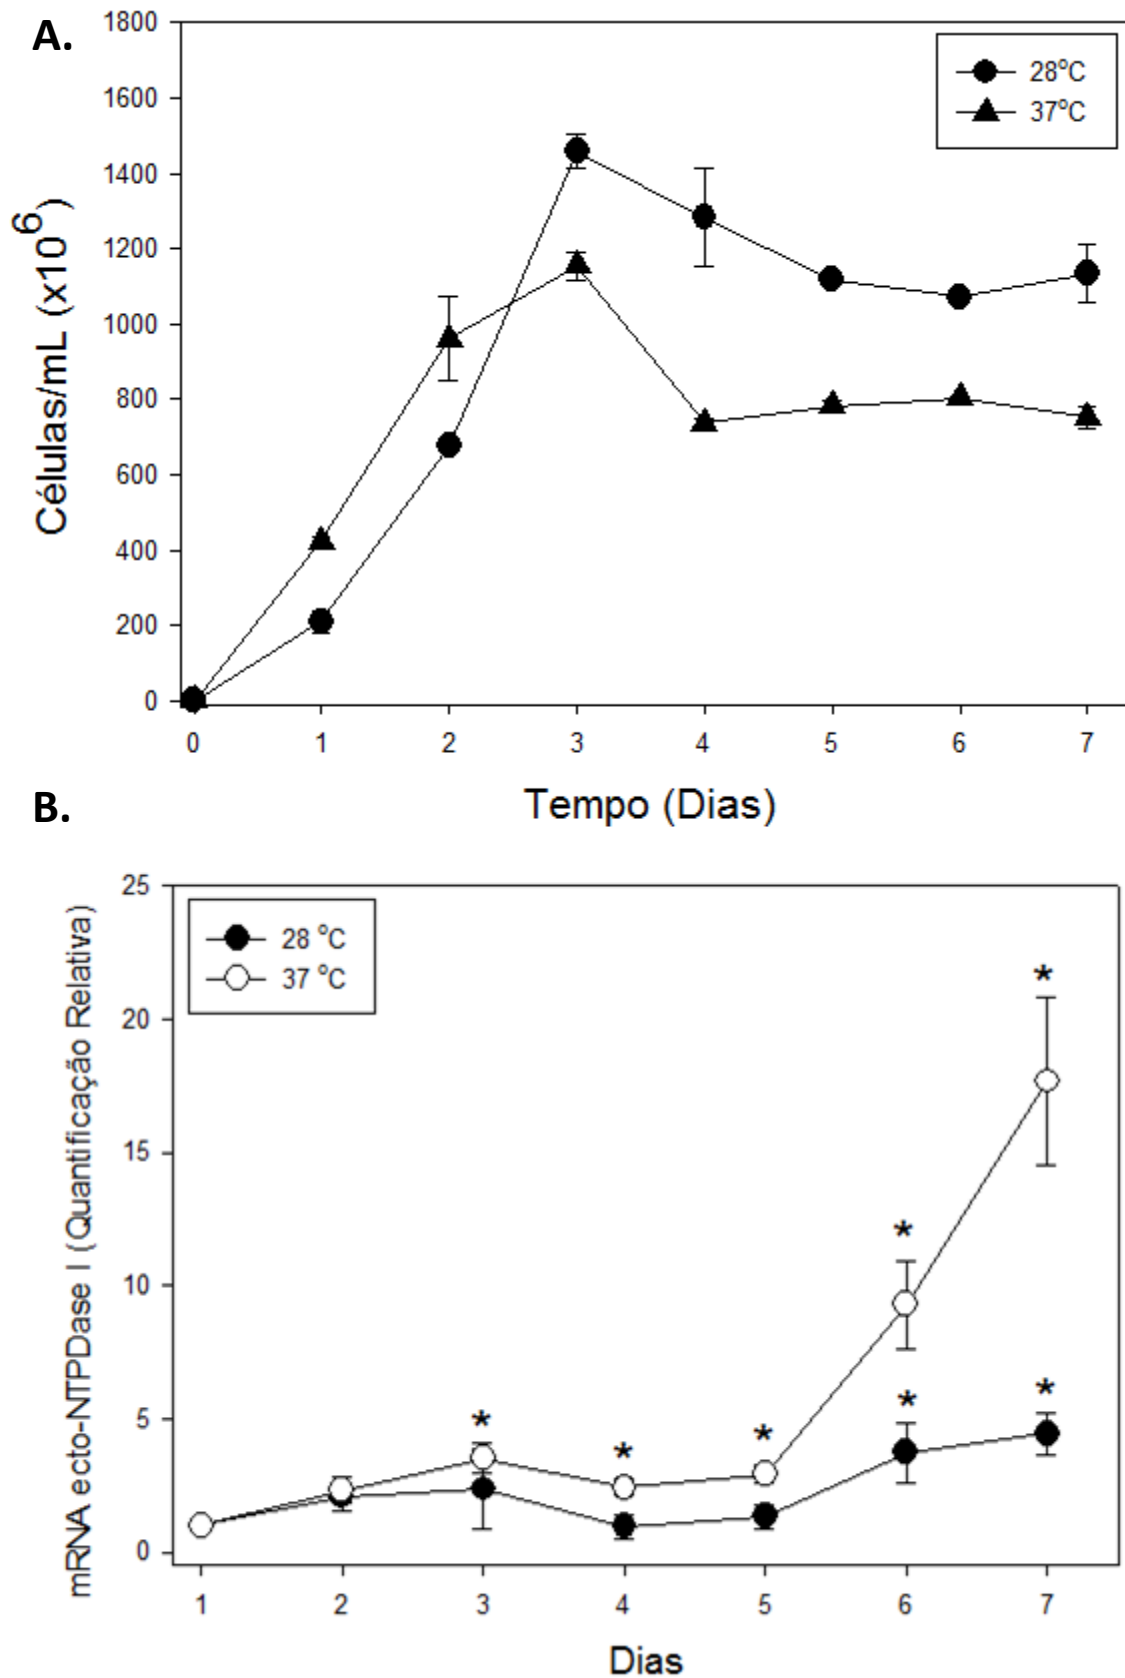 A.
Células/mL (x10⁶)
1800
1600
1400
1200
1000
800
600
400
200
0
28°C
37°C
0 1 2 3 4 5 6 7
Tempo (Dias)
B.
mRNA ecto-NTPDase I (Quantificação Relativa)
25
20
15
10
5
0
28 °C
37 °C
*
*
*
*
*
*
*
1 2 3 4 5 6 7
Dias